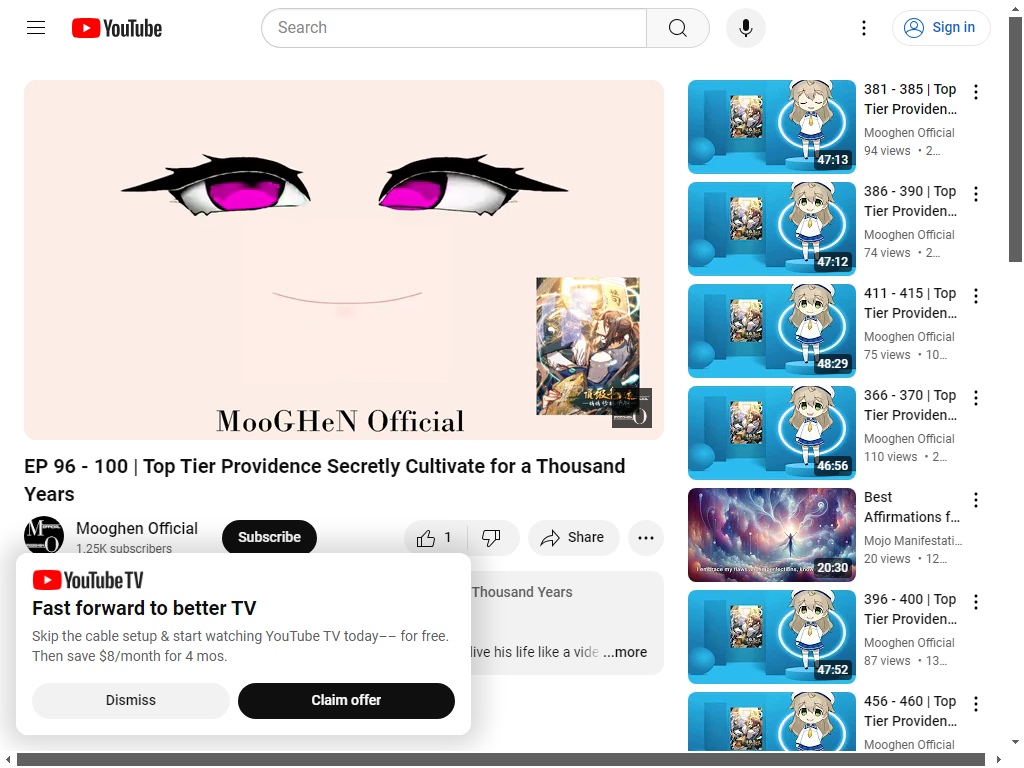 YouTube
Search
Sign in
MooGHeN Official
EP 96 - 100 | Top Tier Providence Secretly Cultivate for a Thousand
Years
Mooghen Official
1.25K subscribers
Subscribe
1
Share
Thousand Years
live his life like a vide ...more
YouTube TV
Fast forward to better TV
Skip the cable setup & start watching YouTube TV today–– for free.
Then save $8/month for 4 mos.
Dismiss
Claim offer
381 - 385 | Top
Tier Providen…
Mooghen Official
94 views • 2…
47:13
386 - 390 | Top
Tier Providen…
Mooghen Official
74 views • 2…
47:12
411 - 415 | Top
Tier Providen…
Mooghen Official
75 views • 10…
48:29
366 - 370 | Top
Tier Providen…
Mooghen Official
110 views • 2…
46:56
Best
Affirmations f…
Mojo Manifestati…
20 views • 12…
20:30
396 - 400 | Top
Tier Providen…
Mooghen Official
87 views • 13…
47:52
456 - 460 | Top
Tier Providen…
Mooghen Official